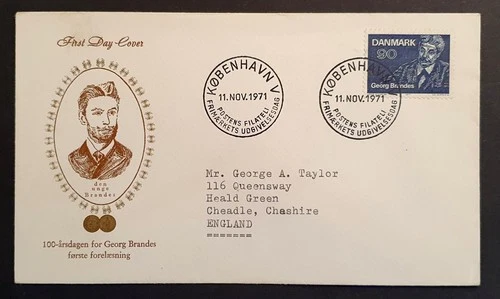 First Day-Cover
den
unge
Brandes
100-årsdagen for Georg Brandes
første forelæsning
KØBENHAVN V
11. NOV. 1971
POSTENS FILATELI
FRIMÆRKETS UDGIVELSESDAG
KØBENHAVN V
11. NOV. 1971
POSTENS FILATELI
FRIMÆRKETS UDGIVELSESDAG
DANMARK
90
Georg Brandes
Mr. George A. Taylor
116 Queensway
Heald Green
Cheadle, Cheshire
ENGLAND